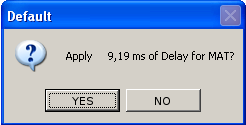 Default
Apply 9,19 ms of Delay for MAT?
YES
NO